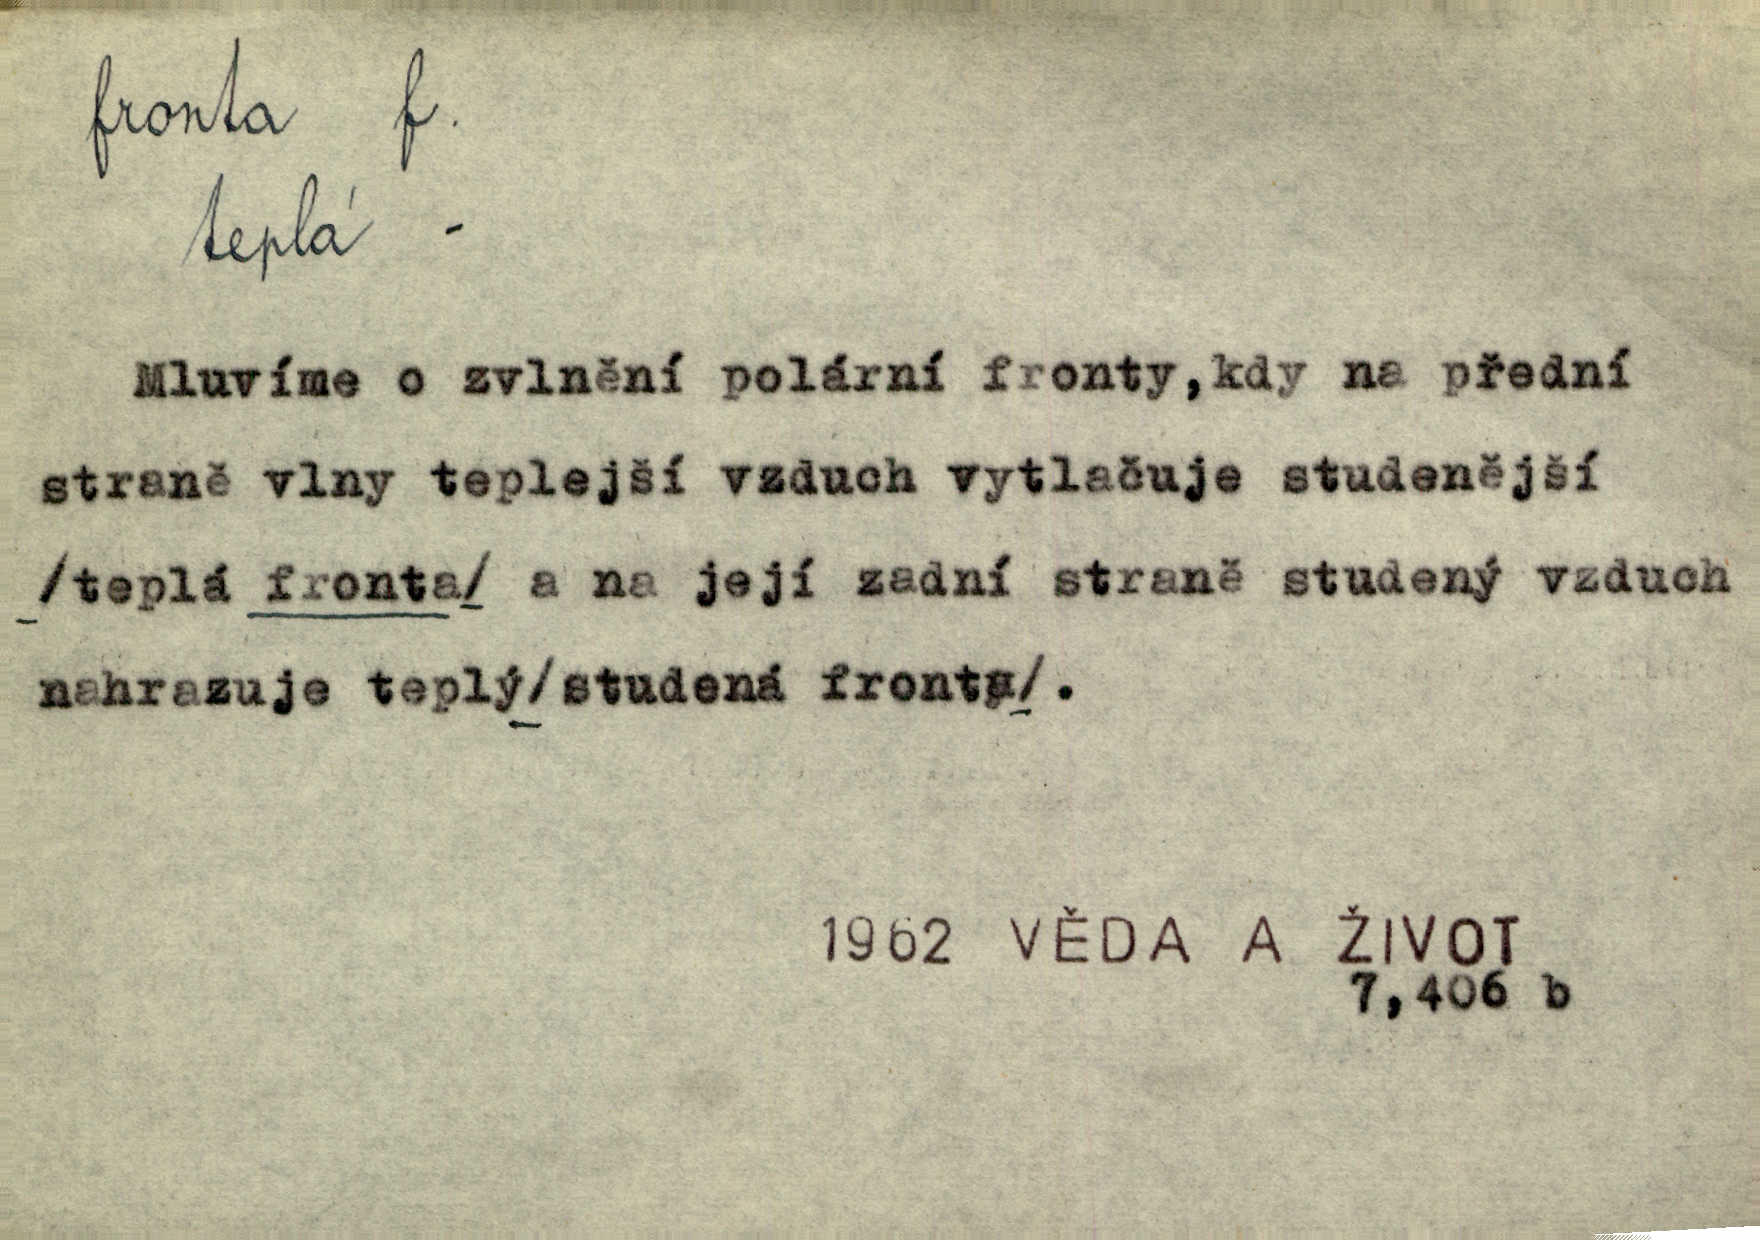 fronta f.
teplá -
Mluvíme o zvlnění polární fronty,kdy na přední
straně vlny teplejší vzduch vytlačuje studenější
/teplá fronta/ a na její zadní straně studený vzduch
nahrazuje teplý/studená fronta/.
1962 VĚDA A ŽIVOT
7,406 b